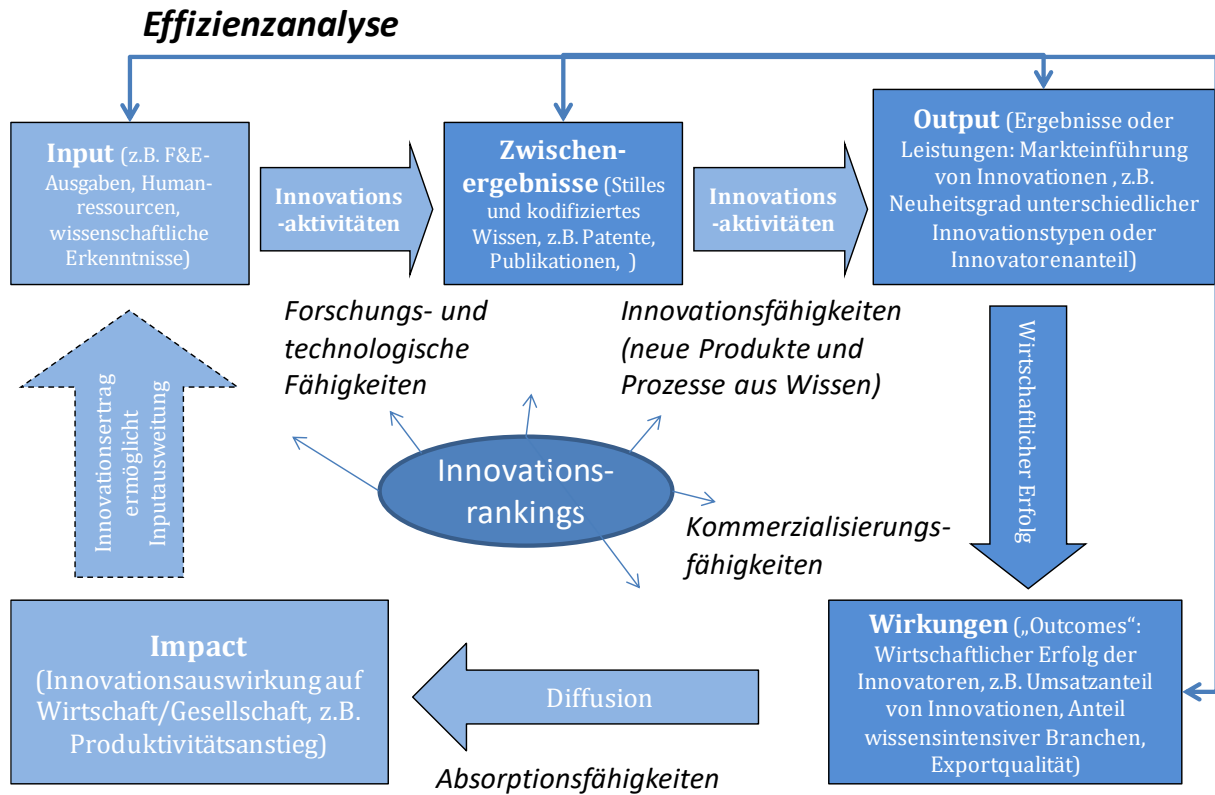 Effizienzanalyse
Input (z.B. F&E-
Ausgaben, Human-
ressourcen,
wissenschaftliche
Erkenntnisse)
Innovations
-aktivitäten
Zwischen-
ergebnisse (Stilles
und kodifiziertes
Wissen, z.B. Patente,
Publikationen, )
Innovations
-aktivitäten
Output (Ergebnisse oder
Leistungen: Markteinführung
von Innovationen , z.B.
Neuheitsgrad unterschiedlicher
Innovationstypen oder
Innovatorenanteil)
Forschungs- und
technologische
Fähigkeiten
Innovationsfähigkeiten
(neue Produkte und
Prozesse aus Wissen)
Innovationsertrag
ermöglicht
Inputausweitung
Innovations-
rankings
Wirtschaftlicher Erfolg
Kommerzialisierungs-
fähigkeiten
Impact
(Innovationsauswirkung auf
Wirtschaft/Gesellschaft, z.B.
Produktivitätsanstieg)
Diffusion
Absorptionsfähigkeiten
Wirkungen („Outcomes“:
Wirtschaftlicher Erfolg der
Innovatoren, z.B. Umsatzanteil
von Innovationen, Anteil
wissensintensiver Branchen,
Exportqualität)